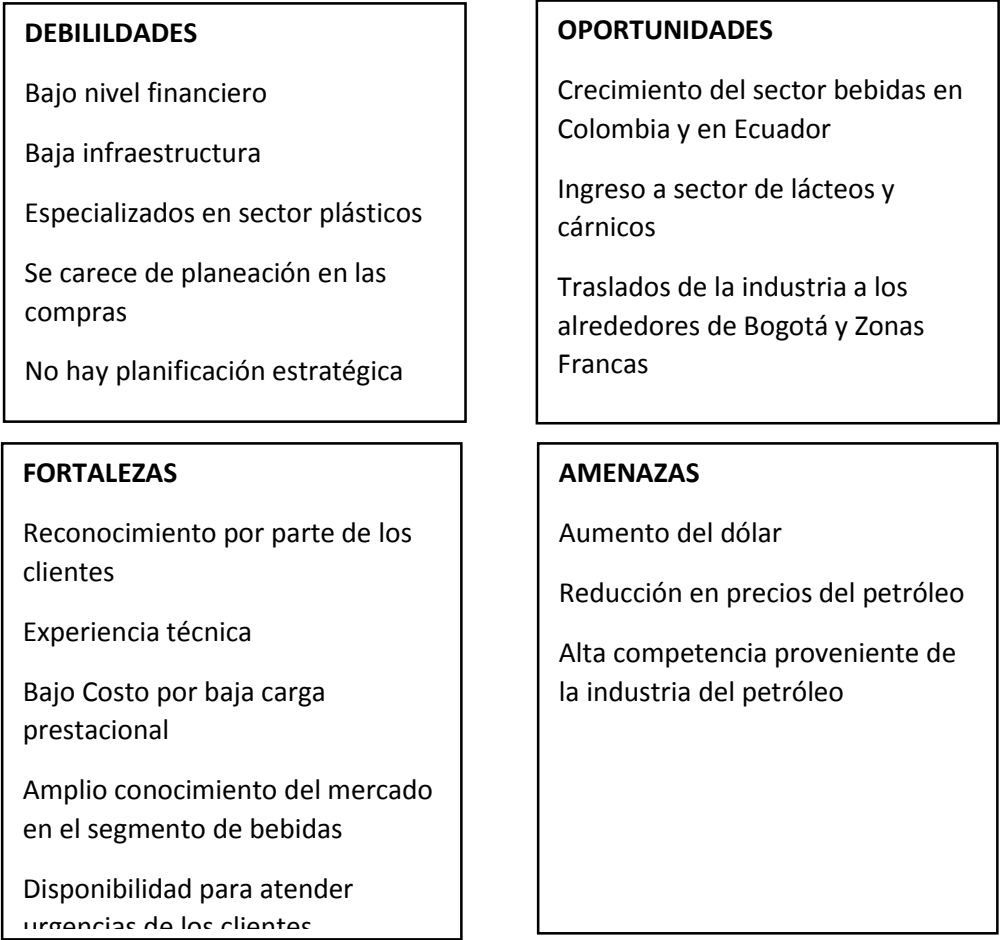 DEBILILDADES
Bajo nivel financiero
Baja infraestructura
Especializados en sector plásticos
Se carece de planeación en las
compras
No hay planificación estratégica
OPORTUNIDADES
Crecimiento del sector bebidas en
Colombia y en Ecuador
Ingreso a sector de lácteos y
cárnicos
Traslados de la industria a los
alrededores de Bogotá y Zonas
Francas
FORTALEZAS
Reconocimiento por parte de los
clientes
Experiencia técnica
Bajo Costo por baja carga
prestacional
Amplio conocimiento del mercado
en el segmento de bebidas
Disponibilidad para atender
urgencias de los clientes
AMENAZAS
Aumento del dólar
Reducción en precios del petróleo
Alta competencia proveniente de
la industria del petróleo